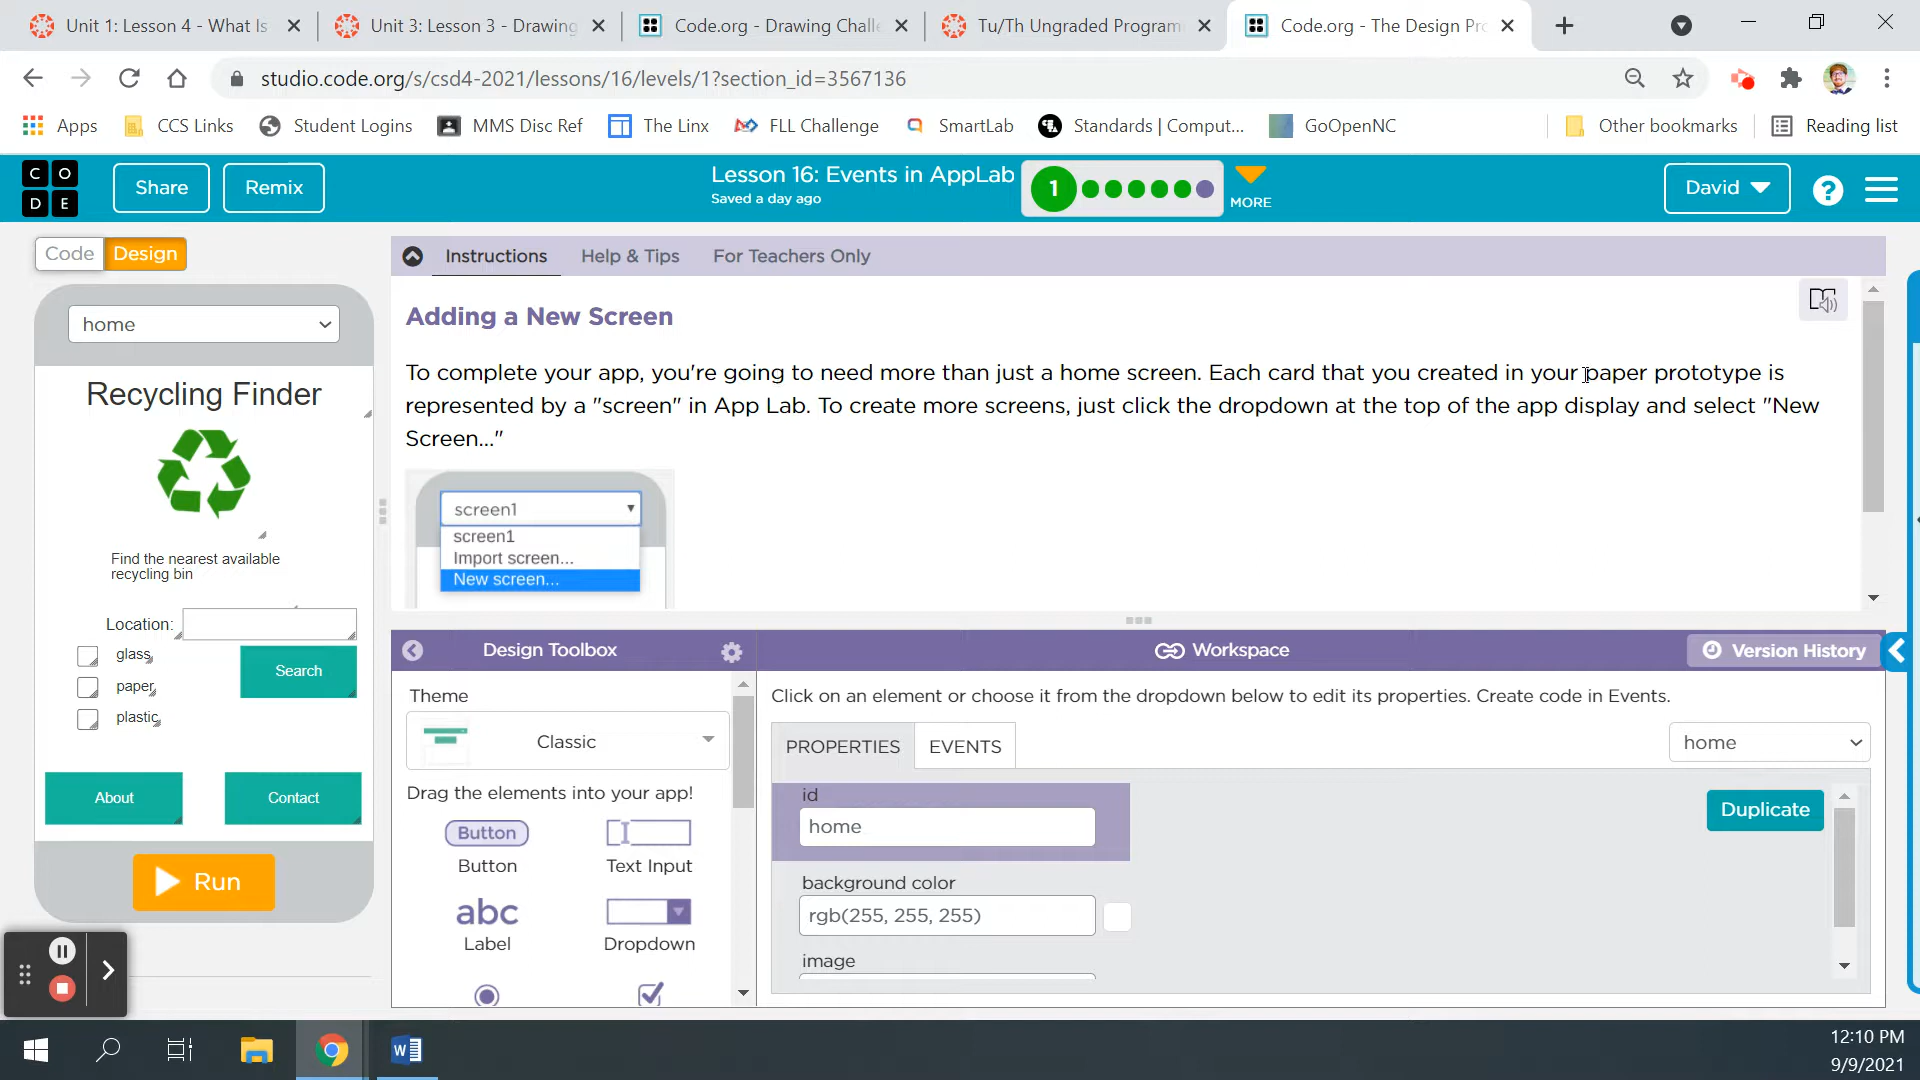 Unit 1: Lesson 4 - What Is
Unit 3: Lesson 3 - Drawing
Code.org - Drawing Challe
Tu/Th Ungraded Program
Code.org - The Design Pro
studio.code.org/s/csd4-2021/lessons/16/levels/1?section_id=3567136
Apps
CCS Links
Student Logins
MMS Disc Ref
The Linx
FLL Challenge
SmartLab
Standards | Comput...
GoOpenNC
Other bookmarks
Reading list
C O
D E
Share
Remix
Lesson 16: Events in AppLab
Saved a day ago
1
MORE
David
?
Code
Design
Instructions
Help & Tips
For Teachers Only
home
Recycling Finder
Find the nearest available
recycling bin
Location:
glass
paper
plastic
Search
About
Contact
Run
Adding a New Screen
To complete your app, you're going to need more than just a home screen. Each card that you created in your paper prototype is
represented by a "screen" in App Lab. To create more screens, just click the dropdown at the top of the app display and select "New
Screen..."
screen1
screen1
Import screen...
New screen...
Design Toolbox
Workspace
Version History
Theme
Classic
Drag the elements into your app!
Button
Button
Text Input
abc
Label
Dropdown
Click on an element or choose it from the dropdown below to edit its properties. Create code in Events.
PROPERTIES
EVENTS
home
id
home
Duplicate
background color
rgb(255, 255, 255)
image
W
12:10 PM
9/9/2021